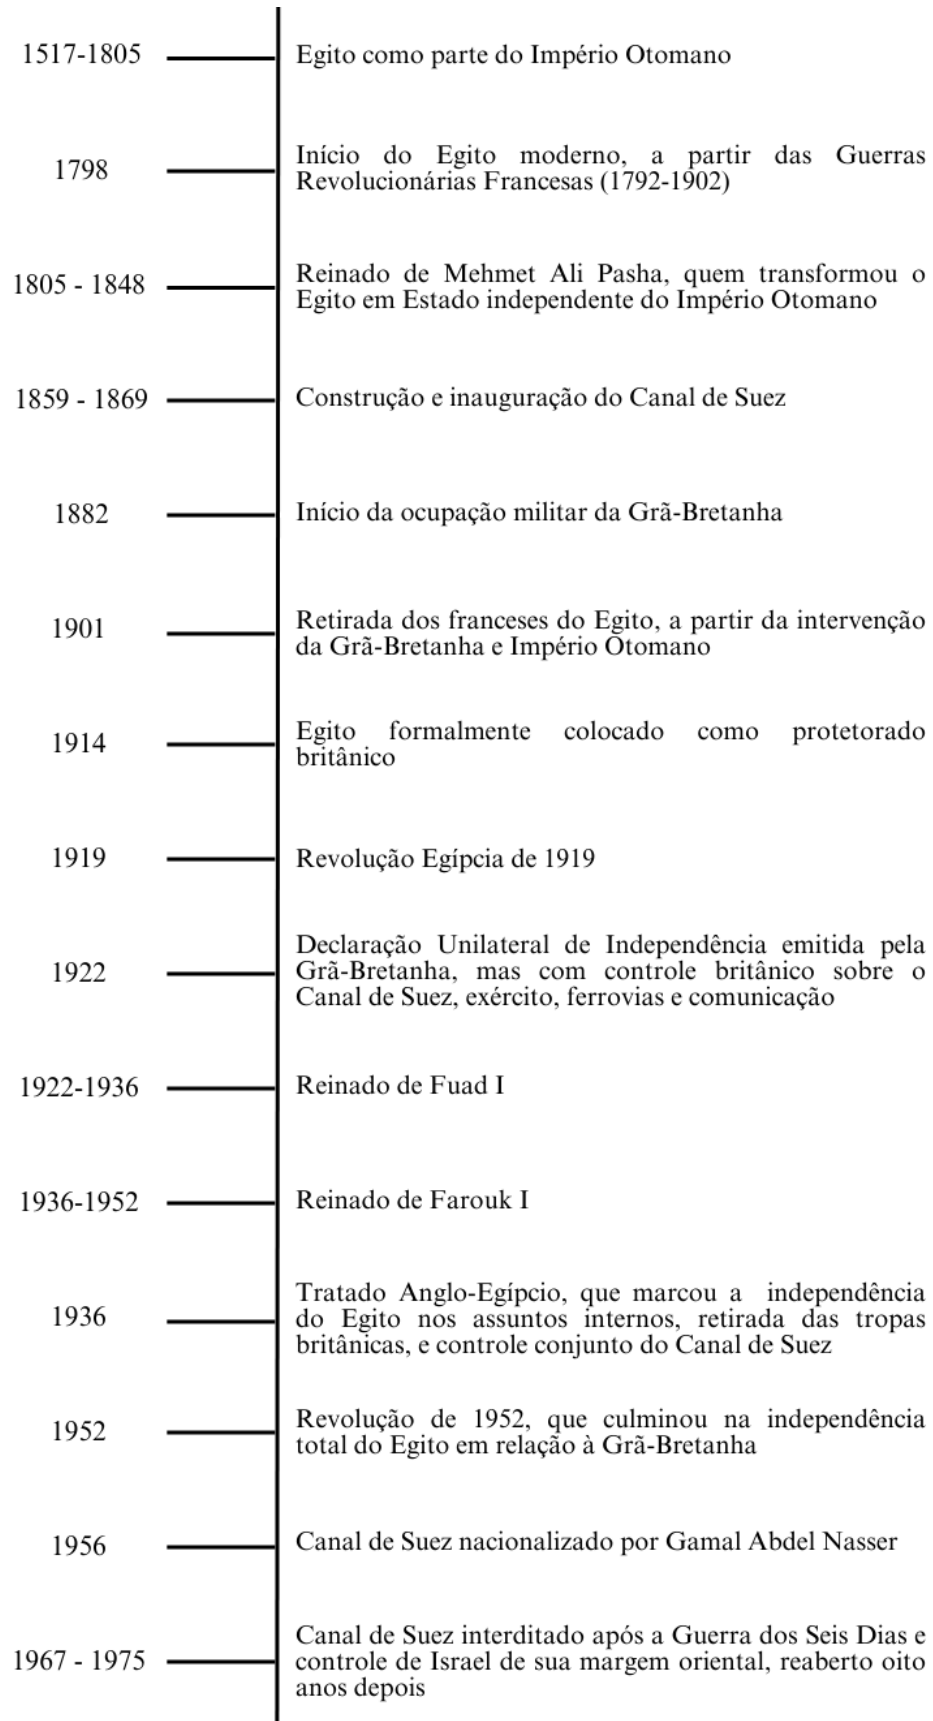 1517-1805
Egito como parte do Império Otomano
1798
Início do Egito moderno, a partir das Guerras
Revolucionárias Francesas (1792-1902)
1805 - 1848
Reinado de Mehmet Ali Pasha, quem transformou o
Egito em Estado independente do Império Otomano
1859 - 1869
Construção e inauguração do Canal de Suez
1882
Início da ocupação militar da Grã-Bretanha
1901
Retirada dos franceses do Egito, a partir da intervenção
da Grã-Bretanha e Império Otomano
1914
Egito formalmente colocado como protetorado
britânico
1919
Revolução Egípcia de 1919
1922
Declaração Unilateral de Independência emitida pela
Grã-Bretanha, mas com controle britânico sobre o
Canal de Suez, exército, ferrovias e comunicação
1922-1936
Reinado de Fuad I
1936-1952
Reinado de Farouk I
1936
Tratado Anglo-Egípcio, que marcou a independência
do Egito nos assuntos internos, retirada das tropas
britânicas, e controle conjunto do Canal de Suez
1952
Revolução de 1952, que culminou na independência
total do Egito em relação à Grã-Bretanha
1956
Canal de Suez nacionalizado por Gamal Abdel Nasser
1967 - 1975
Canal de Suez interditado após a Guerra dos Seis Dias e
controle de Israel de sua margem oriental, reaberto oito
anos depois